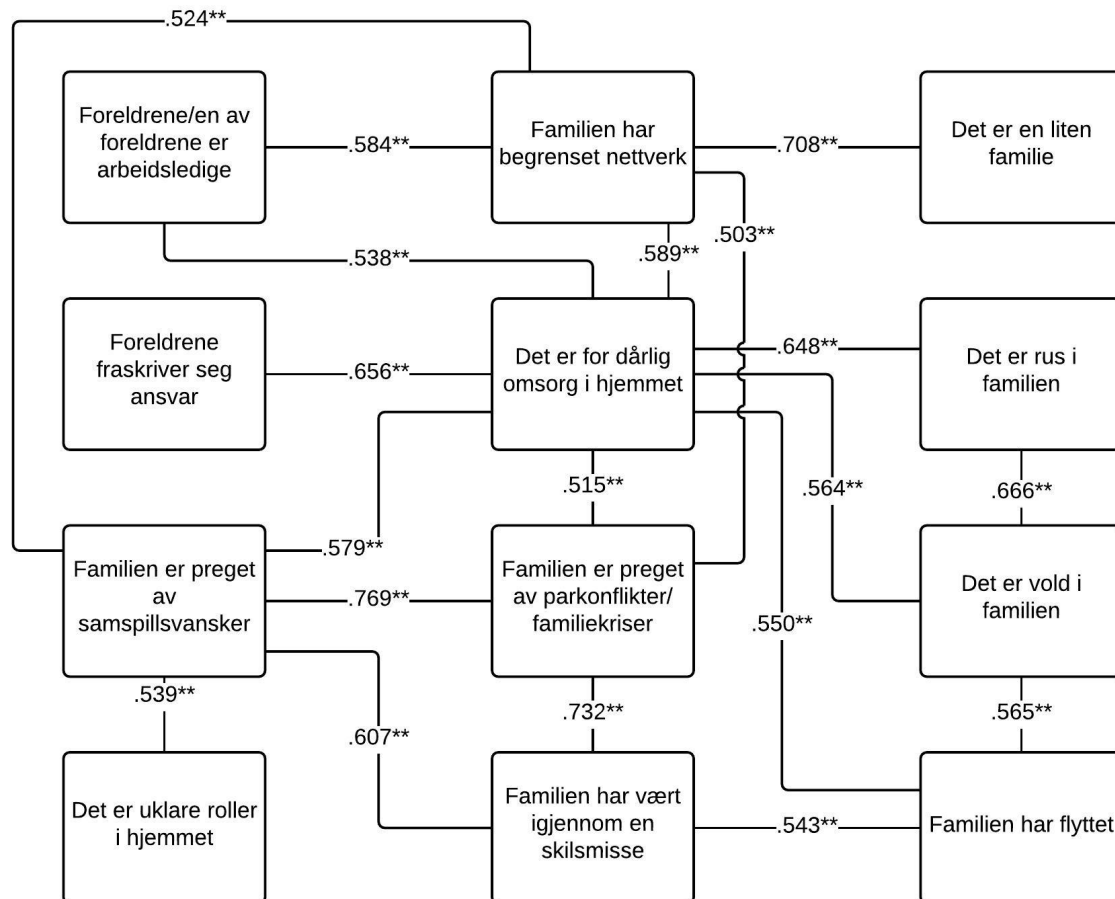 .524**
Foreldrene/en av
foreldrene er
arbeidsledige
.584**
Familien har
begrenset nettverk
.708**
Det er en liten
familie
.503**
.538**
.589**
Foreldrene
fraskriver seg
ansvar
.656**
Det er for dårlig
omsorg i hjemmet
.648**
Det er rus i
familien
.515**
.564**
.666**
.579**
Familien er preget
av
samspillsvansker
.769**
Familien er preget
av parkonflikter/
familiekriser
.550**
Det er vold i
familien
.539**
.607**
.732**
.565**
Det er uklare roller
i hjemmet
Familien har vært
igjennom en
skilsmisse
.543**
Familien har flyttet